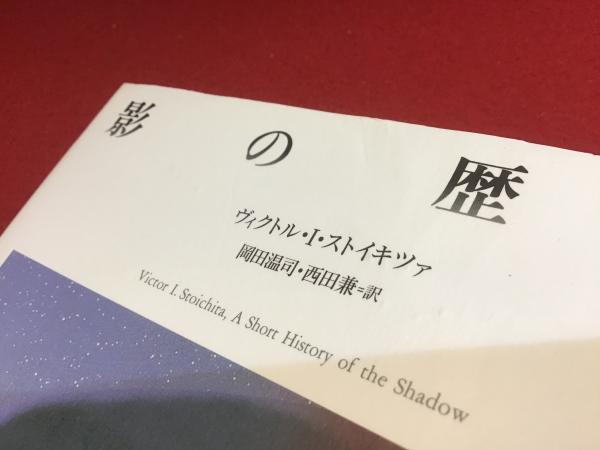 影の歴
ヴィクトル・I・ストイキツァ
岡田温司・西田兼=訳
Victor I. Stoichita, A Short History of the Shadow